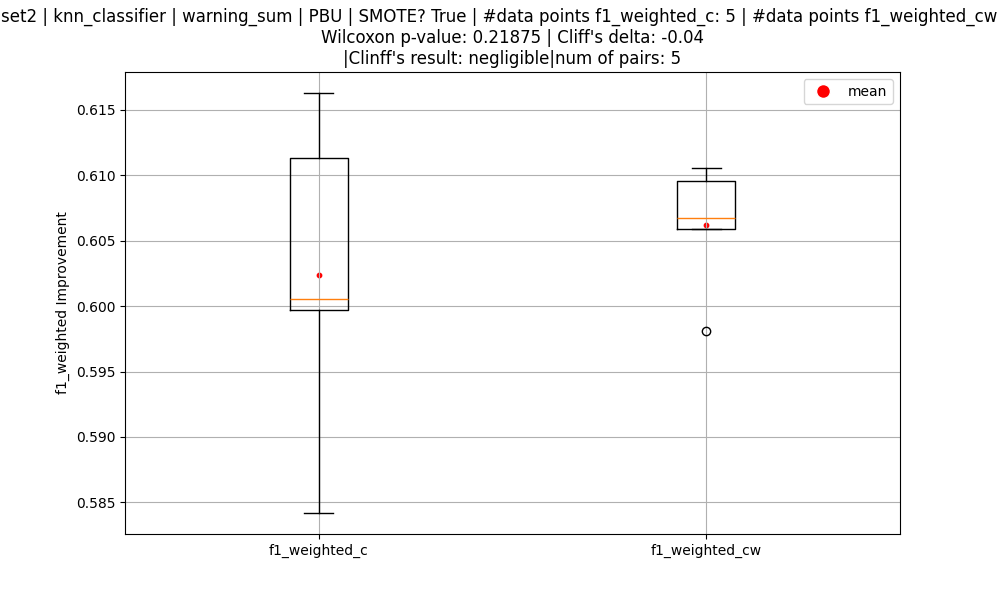 set2 | knn_classifier | warning_sum | PBU | SMOTE? True | #data points f1_weighted_c: 5 | #data points f1_weighted_cw
Wilcoxon p-value: 0.21875 | Cliff's delta: -0.04
|Clinff's result: negligible|num of pairs: 5
mean
0.615
0.610
0.605
0.600
0.595
0.590
0.585
f1_weighted Improvement
f1_weighted_c
f1_weighted_cw